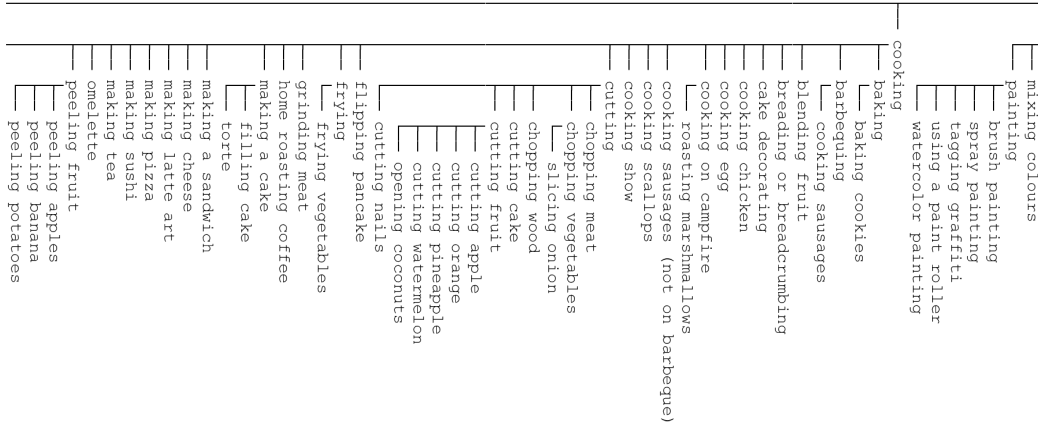 mixing colours
painting
brush painting
spray painting
tagging graffiti
using a paint roller
watercolor painting
cooking
baking
baking cookies
barbequing
cooking sausages
blending fruit
breading or breadcrumbing
cake decorating
cooking chicken
cooking egg
cooking on campfire
roasting marshmallows
cooking sausages (not on barbeque)
cooking scallops
cooking show
cutting
chopping meat
chopping vegetables
slicing onion
chopping wood
cutting cake
cutting fruit
cutting apple
cutting orange
cutting pineapple
cutting watermelon
opening coconuts
cutting nails
flipping pancake
frying
frying vegetables
grinding meat
home roasting coffee
making a cake
filling cake
torte
making a sandwich
making cheese
making latte art
making pizza
making sushi
making tea
omelete
peeling fruit
peeling apples
peeling banana
peeling potatoes